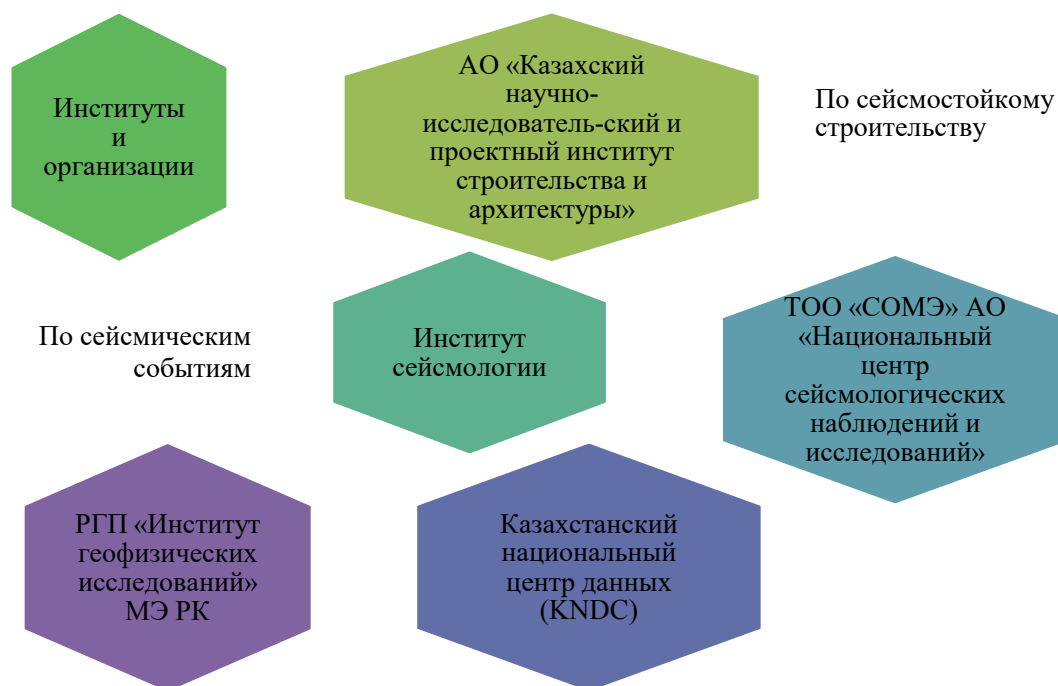 Институты
и
организации
АО «Казахский
научно-
исследователь-ский и
проектный институт
строительства и
архитектуры»
По сейсмостойкому
строительству
По сейсмическим
событиям
Институт
сейсмологии
ТОО «СОМЭ» АО
«Национальный
центр
сейсмологических
наблюдений и
исследований»
РГП «Институт
геофизических
исследований»
МЭ РК
Казахстанский
национальный
центр данных
(KNDC)